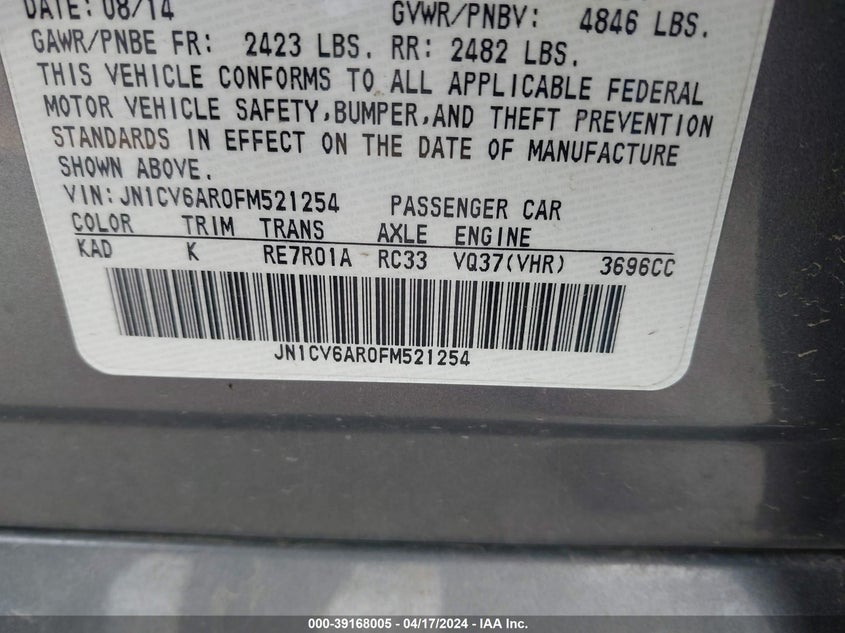 DATE: 08/14 GVWR/PNBV: 4846 LBS.
GAWR/PNBE FR: 2423 LBS. RR: 2482 LBS.
THIS VEHICLE CONFORMS TO ALL APPLICABLE FEDERAL
MOTOR VEHICLE SAFETY,BUMPER,AND THEFT PREVENTION
STANDARDS IN EFFECT ON THE DATE OF MANUFACTURE
SHOWN ABOVE.
VIN:JN1CV6AR0FM521254 PASSENGER CAR
COLOR TRIM TRANS AXLE ENGINE
KAD K RE7R01A RC33 VQ37(VHR) 3696CC
JN1CV6AR0FM521254
000-39168005 - 04/17/2024 - IAA Inc.